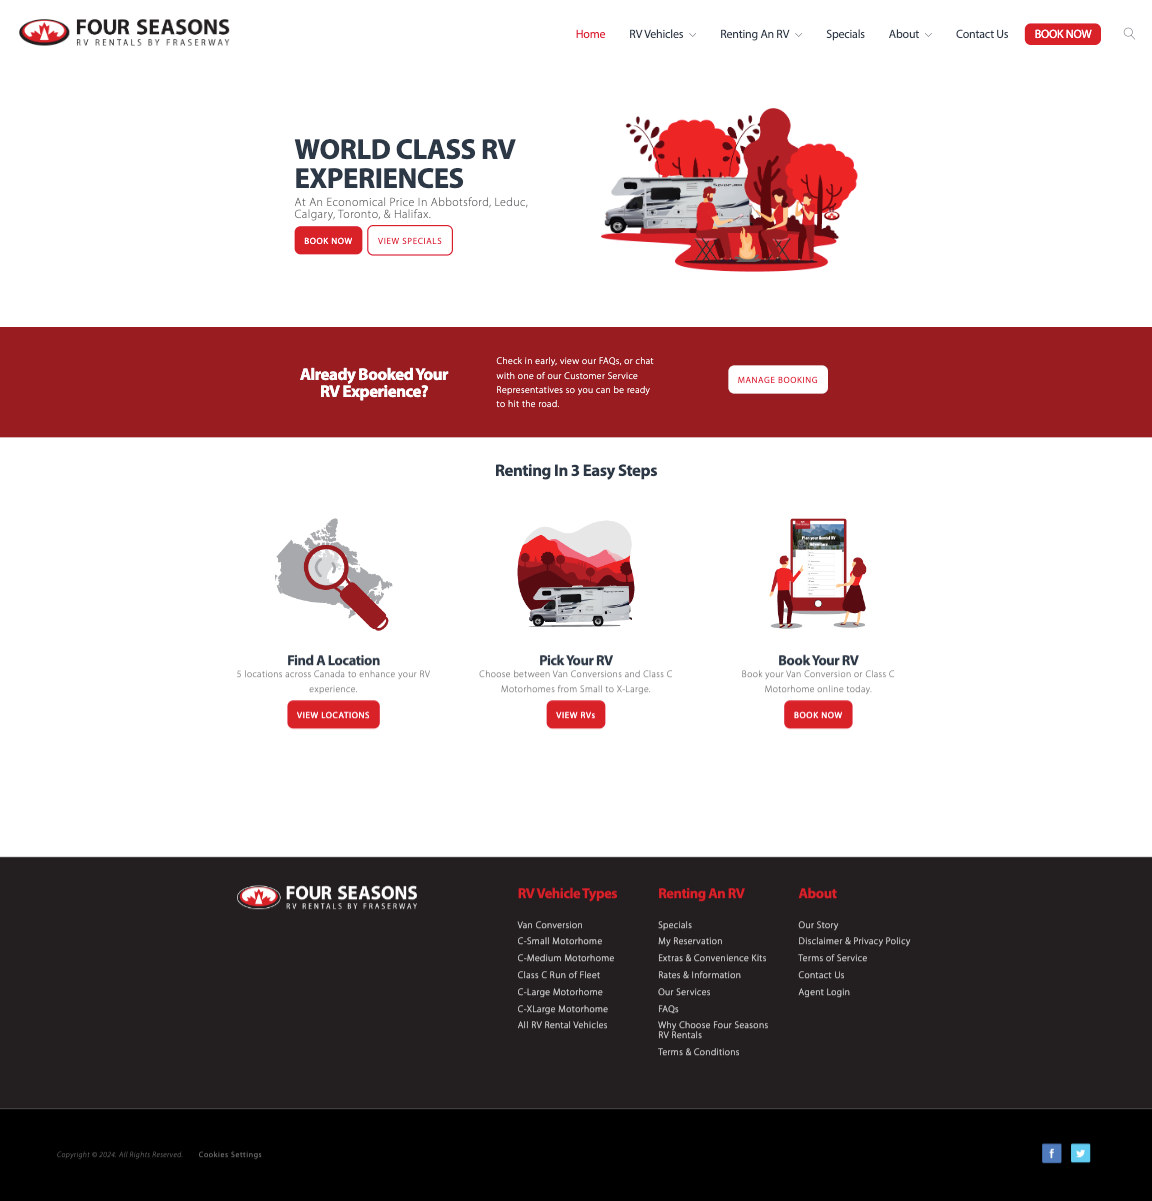 FOUR SEASONS
RV RENTALS BY FRASERWAY
Home
RV Vehicles
Renting An RV
Specials
About
Contact Us
BOOK NOW
WORLD CLASS RV
EXPERIENCES
At An Economical Price In Abbotsford, Leduc,
Calgary, Toronto, & Halifax.
BOOK NOW
VIEW SPECIALS
Already Booked Your
RV Experience?
Check in early, view our FAQs, or chat
with one of our Customer Service
Representatives so you can be ready
to hit the road.
MANAGE BOOKING
Renting In 3 Easy Steps
Plan your Rental RV
Adventure
Find A Location
5 locations across Canada to enhance your RV
experience.
VIEW LOCATIONS
Pick Your RV
Choose between Van Conversions and Class C
Motorhomes from Small to X-Large.
VIEW RVs
Book Your RV
Book your Van Conversion or Class C
Motorhome online today.
BOOK NOW
FOUR SEASONS
RV RENTALS BY FRASERWAY
RV Vehicle Types
Van Conversion
C-Small Motorhome
C-Medium Motorhome
Class C Run of Fleet
C-Large Motorhome
C-XLarge Motorhome
All RV Rental Vehicles
Renting An RV
Specials
My Reservation
Extras & Convenience Kits
Rates & Information
Our Services
FAQs
Why Choose Four Seasons
RV Rentals
Terms & Conditions
About
Our Story
Disclaimer & Privacy Policy
Terms of Service
Contact Us
Agent Login
Copyright © 2024. All Rights Reserved.
Cookies Settings